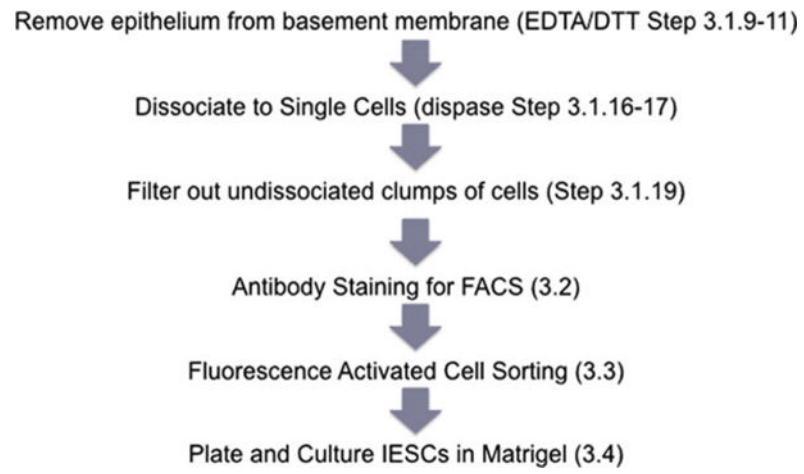 Remove epithelium from basement membrane (EDTA/DTT Step 3.1.9-11)
Dissociate to Single Cells (dispase Step 3.1.16-17)
Filter out undissociated clumps of cells (Step 3.1.19)
Antibody Staining for FACS (3.2)
Fluorescence Activated Cell Sorting (3.3)
Plate and Culture IESCs in Matrigel (3.4)